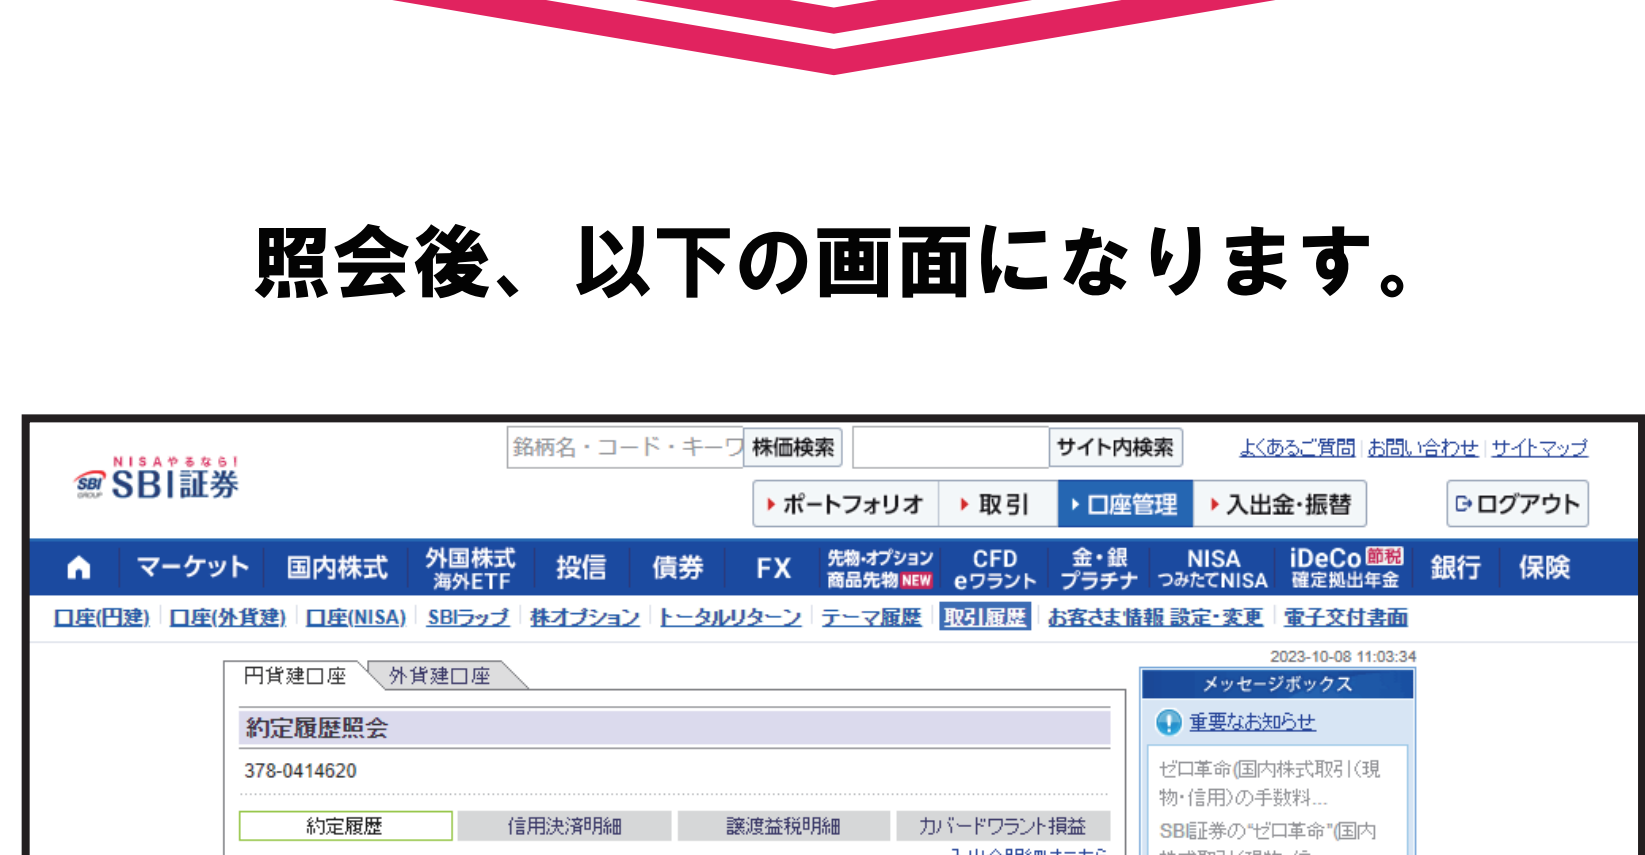 照会後、以下の画面になります。
銘柄名・コード・キーワ 株価検索 サイト内検索 よくあるご質問 お問い合わせ サイトマップ
NISAやるなら!
SBI GROUP SBI証券
ポートフォリオ 取引 口座管理 入出金・振替 ログアウト
マーケット 国内株式 外国株式 海外ETF 投信 債券 FX 先物・オプション 商品先物 NEW CFD eワラント 金・銀 プラチナ NISA つみたてNISA iDeCo 節税 確定拠出年金 銀行 保険
口座(円建) 口座(外貨建) 口座(NISA) SBIラップ 株オプション トータルリターン テーマ履歴 取引履歴 お客さま情報 設定・変更 電子交付書面
2023-10-08 11:03:34
円貨建口座 外貨建口座
メッセージボックス
約定履歴照会
重要なお知らせ
378-0414620
ゼロ革命(国内株式取引(現
物・信用)の手数料...
約定履歴 信用決済明細 譲渡益税明細 カバードワラント損益
SBI証券の“ゼロ革命”(国内